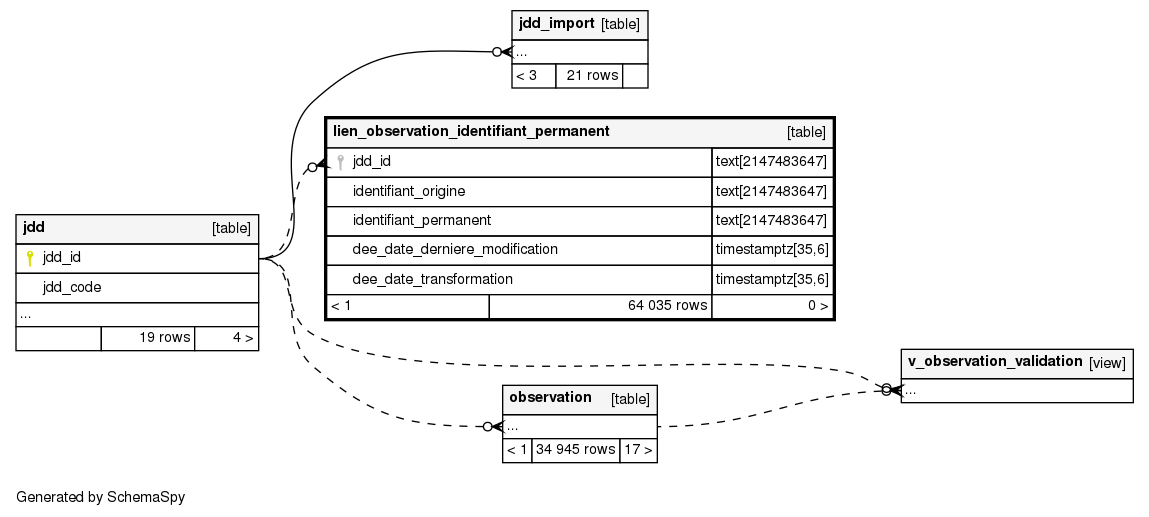 jdd_import [table]
...
< 3 21 rows
lien_observation_identifiant_permanent [table]
jdd_id text[2147483647]
identifiant_origine text[2147483647]
identifiant_permanent text[2147483647]
dee_date_derniere_modification timestamptz[35,6]
dee_date_transformation timestamptz[35,6]
< 1 64 035 rows 0 >
jdd [table]
jdd_id
jdd_code
...
19 rows 4 >
v_observation_validation [view]
...
observation [table]
...
< 1 34 945 rows 17 >
Generated by SchemaSpy